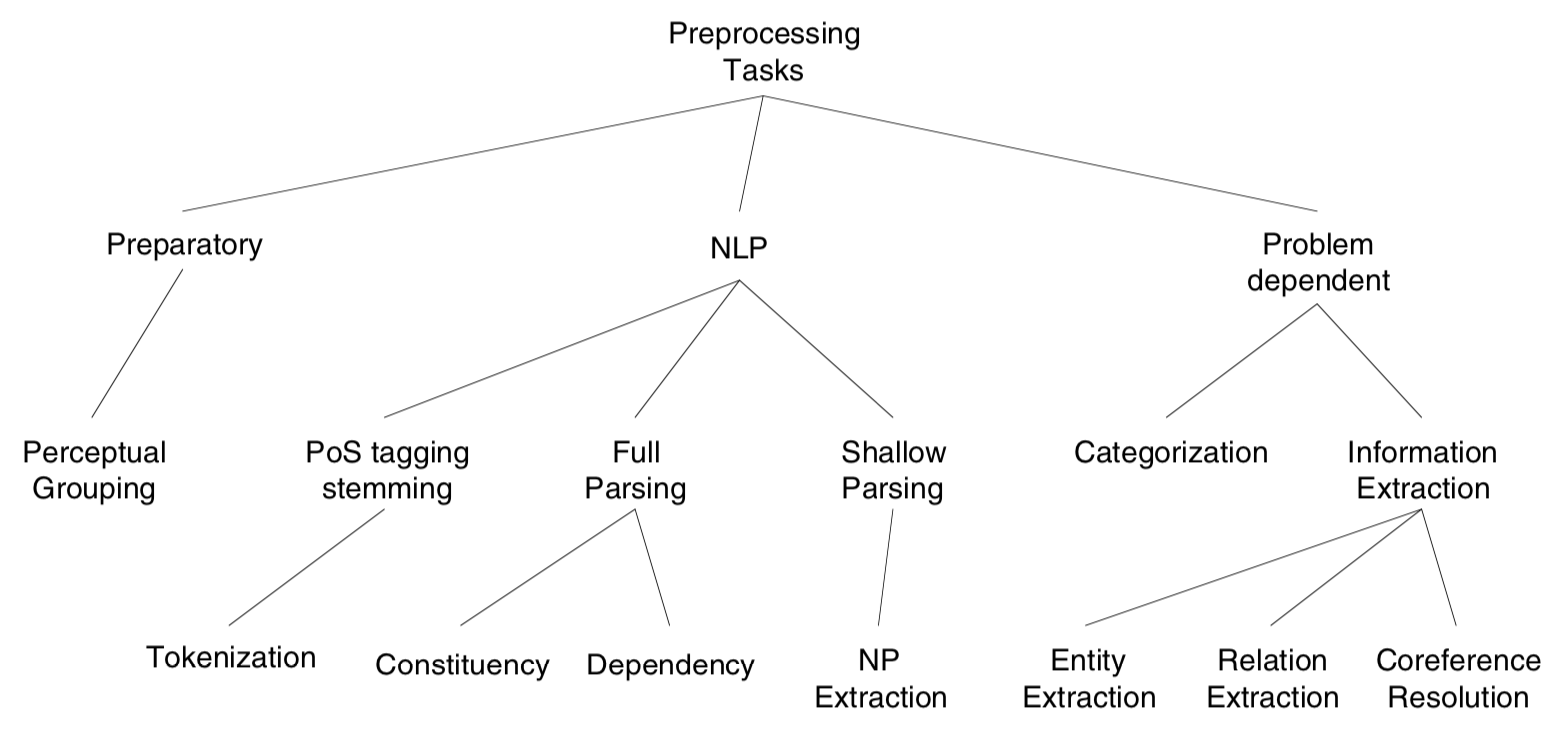 Preprocessing
Tasks
Preparatory
NLP
Problem
dependent
Perceptual
Grouping
PoS tagging
stemming
Full
Parsing
Shallow
Parsing
Categorization
Information
Extraction
Tokenization
Constituency
Dependency
NP
Extraction
Entity
Extraction
Relation
Extraction
Coreference
Resolution